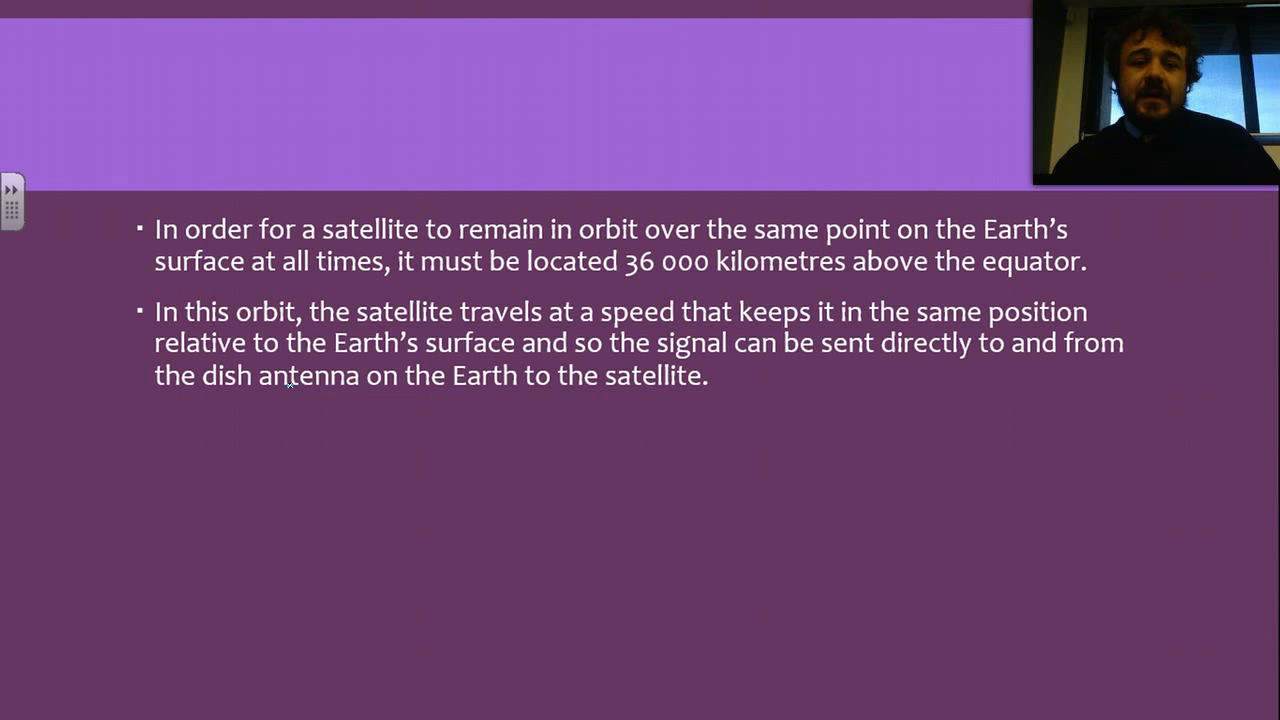 ▪ In order for a satellite to remain in orbit over the same point on the Earth’s
surface at all times, it must be located 36 000 kilometres above the equator.
▪ In this orbit, the satellite travels at a speed that keeps it in the same position
relative to the Earth’s surface and so the signal can be sent directly to and from
the dish antenna on the Earth to the satellite.